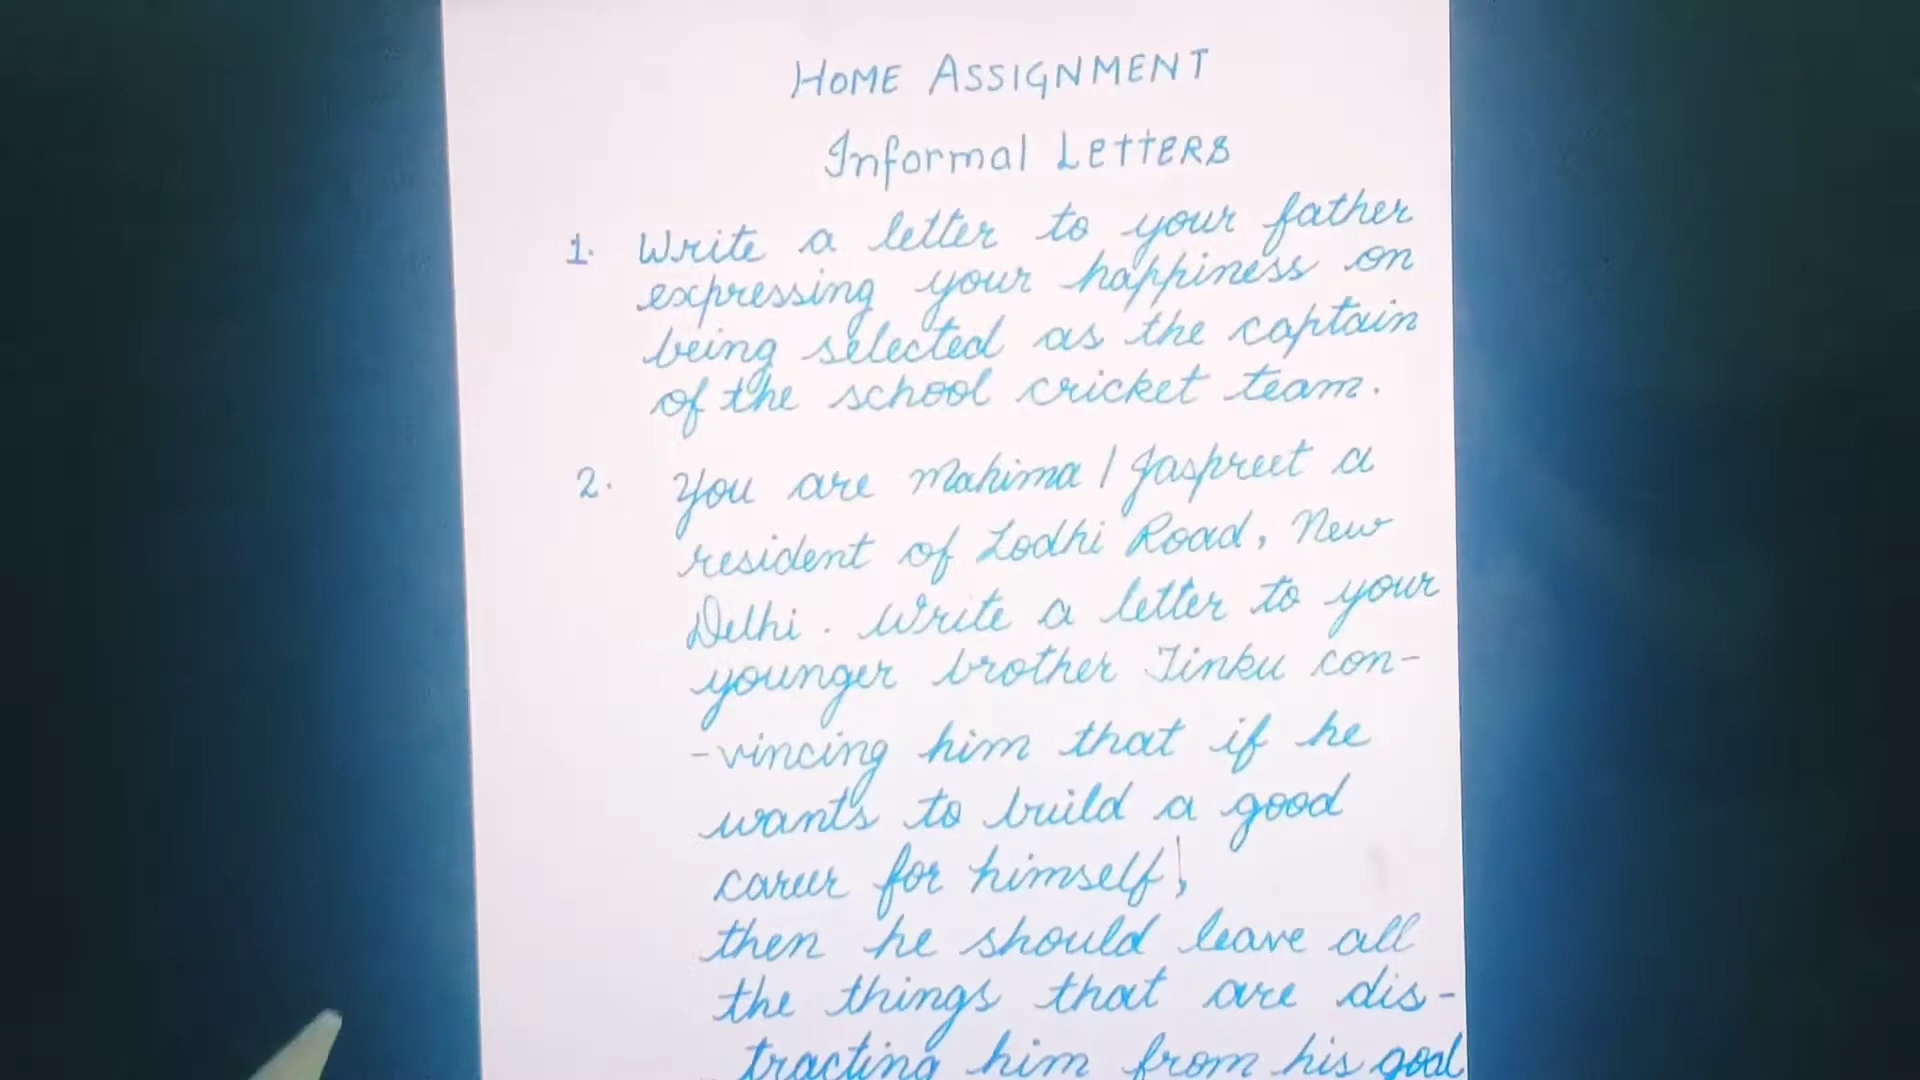 HOME ASSIGNMENT
Informal LETTERS
1. Write a letter to your father
expressing your happiness on
being selected as the captain
of the school cricket team.
2. You are Mahima / Jaspreet a
resident of Lodhi Road, New
Delhi. Write a letter to your
younger brother Tinku con-
-vincing him that if he
wants to build a good
career for himself,
then he should leave all
the things that are dis-
tracting him from his goal